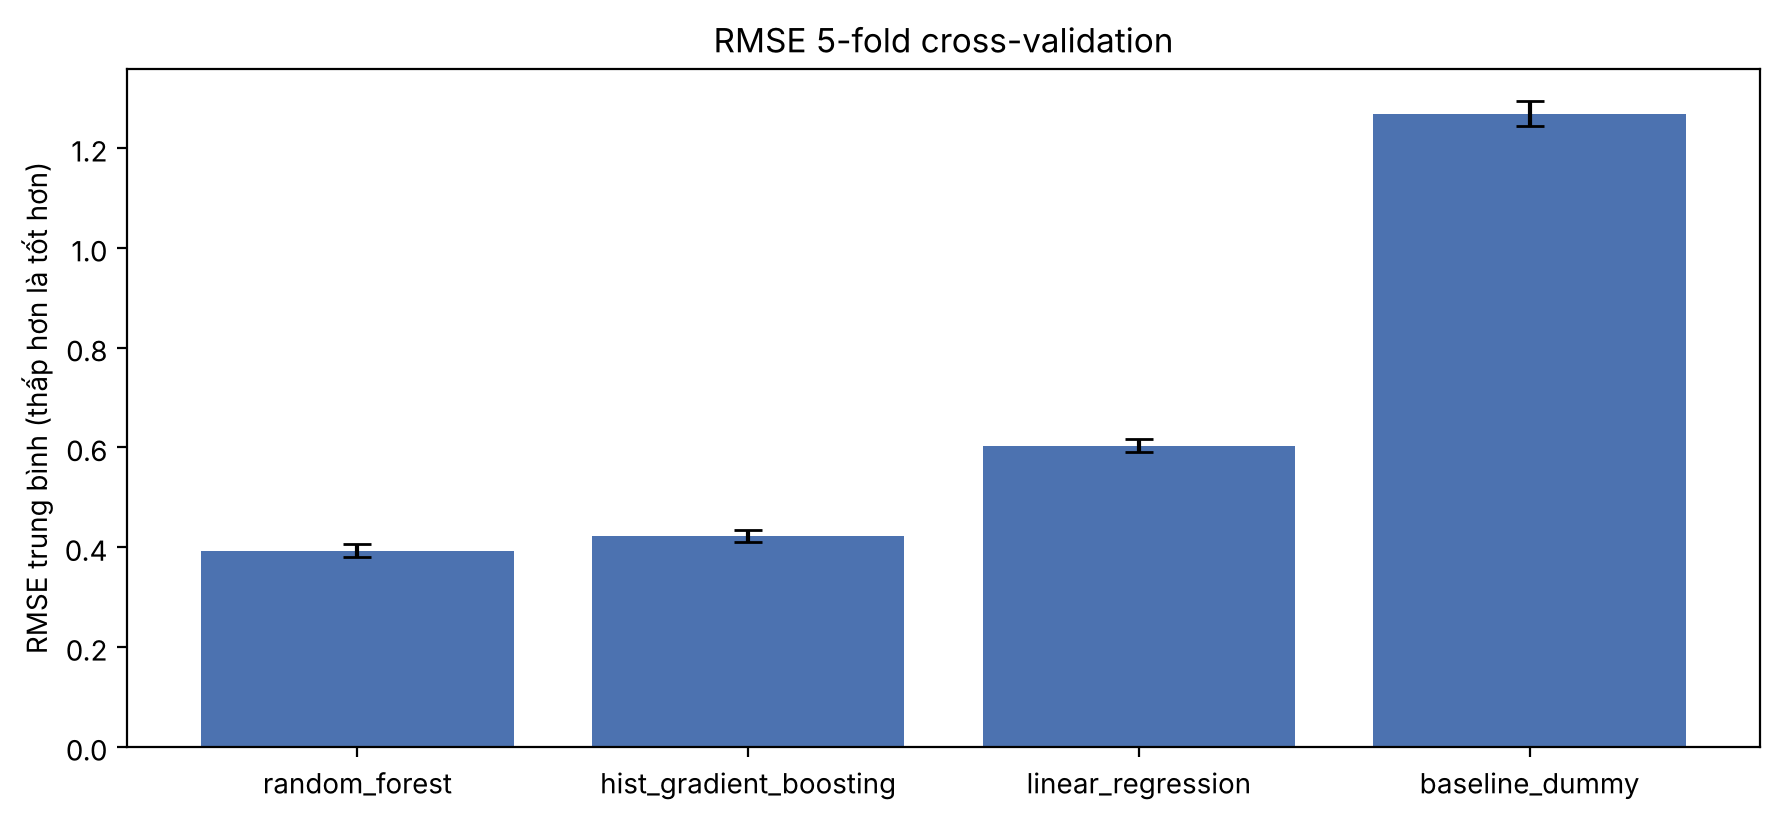 RMSE 5-fold cross-validation
RMSE trung bình (thấp hơn là tốt hơn)
1.2
1.0
0.8
0.6
0.4
0.2
0.0
random_forest
hist_gradient_boosting
linear_regression
baseline_dummy